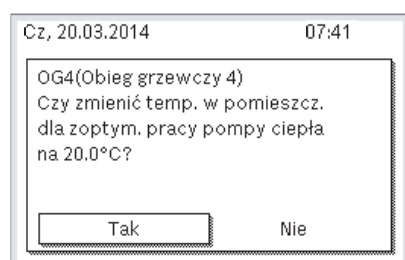 Cz, 20.03.2014 07:41
OG4(Obieg grzewczy 4)
Czy zmienić temp. w pomieszcz.
dla zoptym. pracy pompy ciepła
na 20.0°C?
Tak Nie